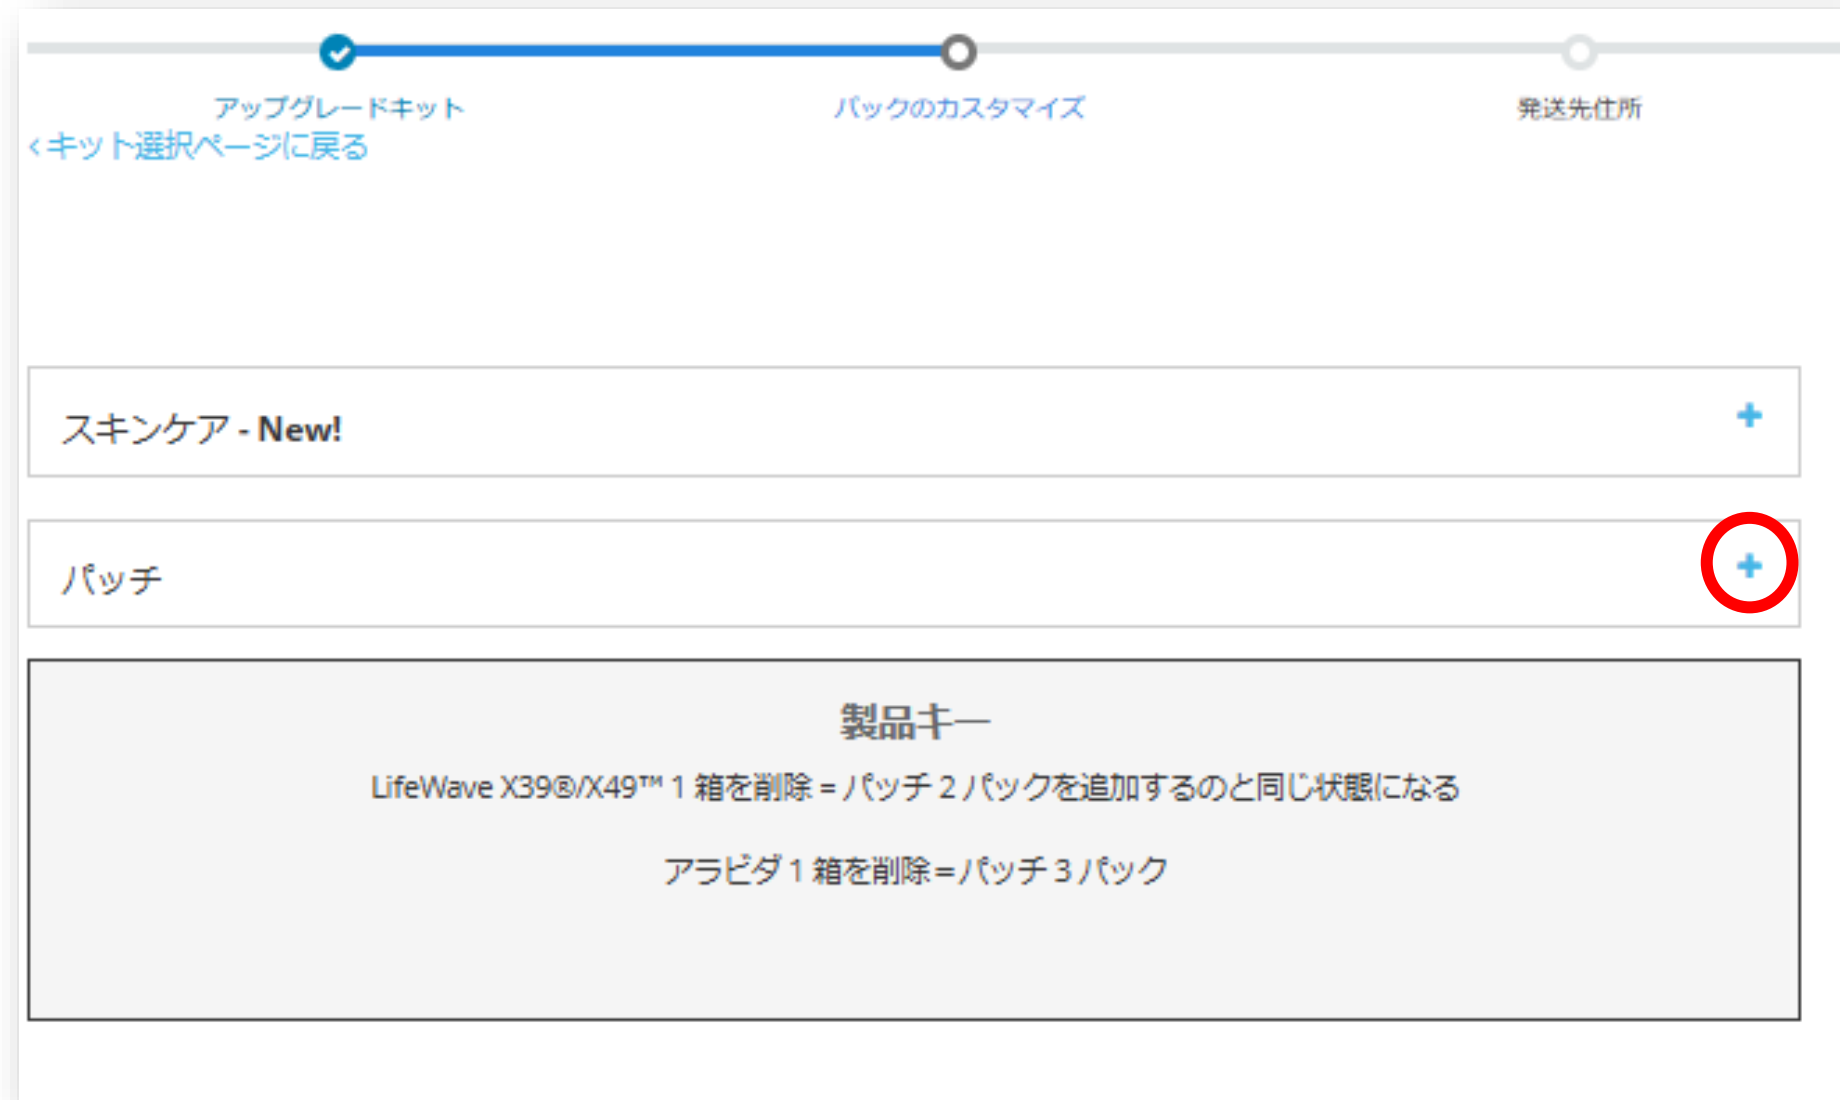 アップグレードキット
パックのカスタマイズ
発送先住所
‹キット選択ページに戻る
スキンケア - New!
パッチ
製品キー
LifeWave X39®/X49™ 1 箱を削除 = パッチ 2 パックを追加するのと同じ状態になる
アラビダ 1 箱を削除=パッチ 3 パック